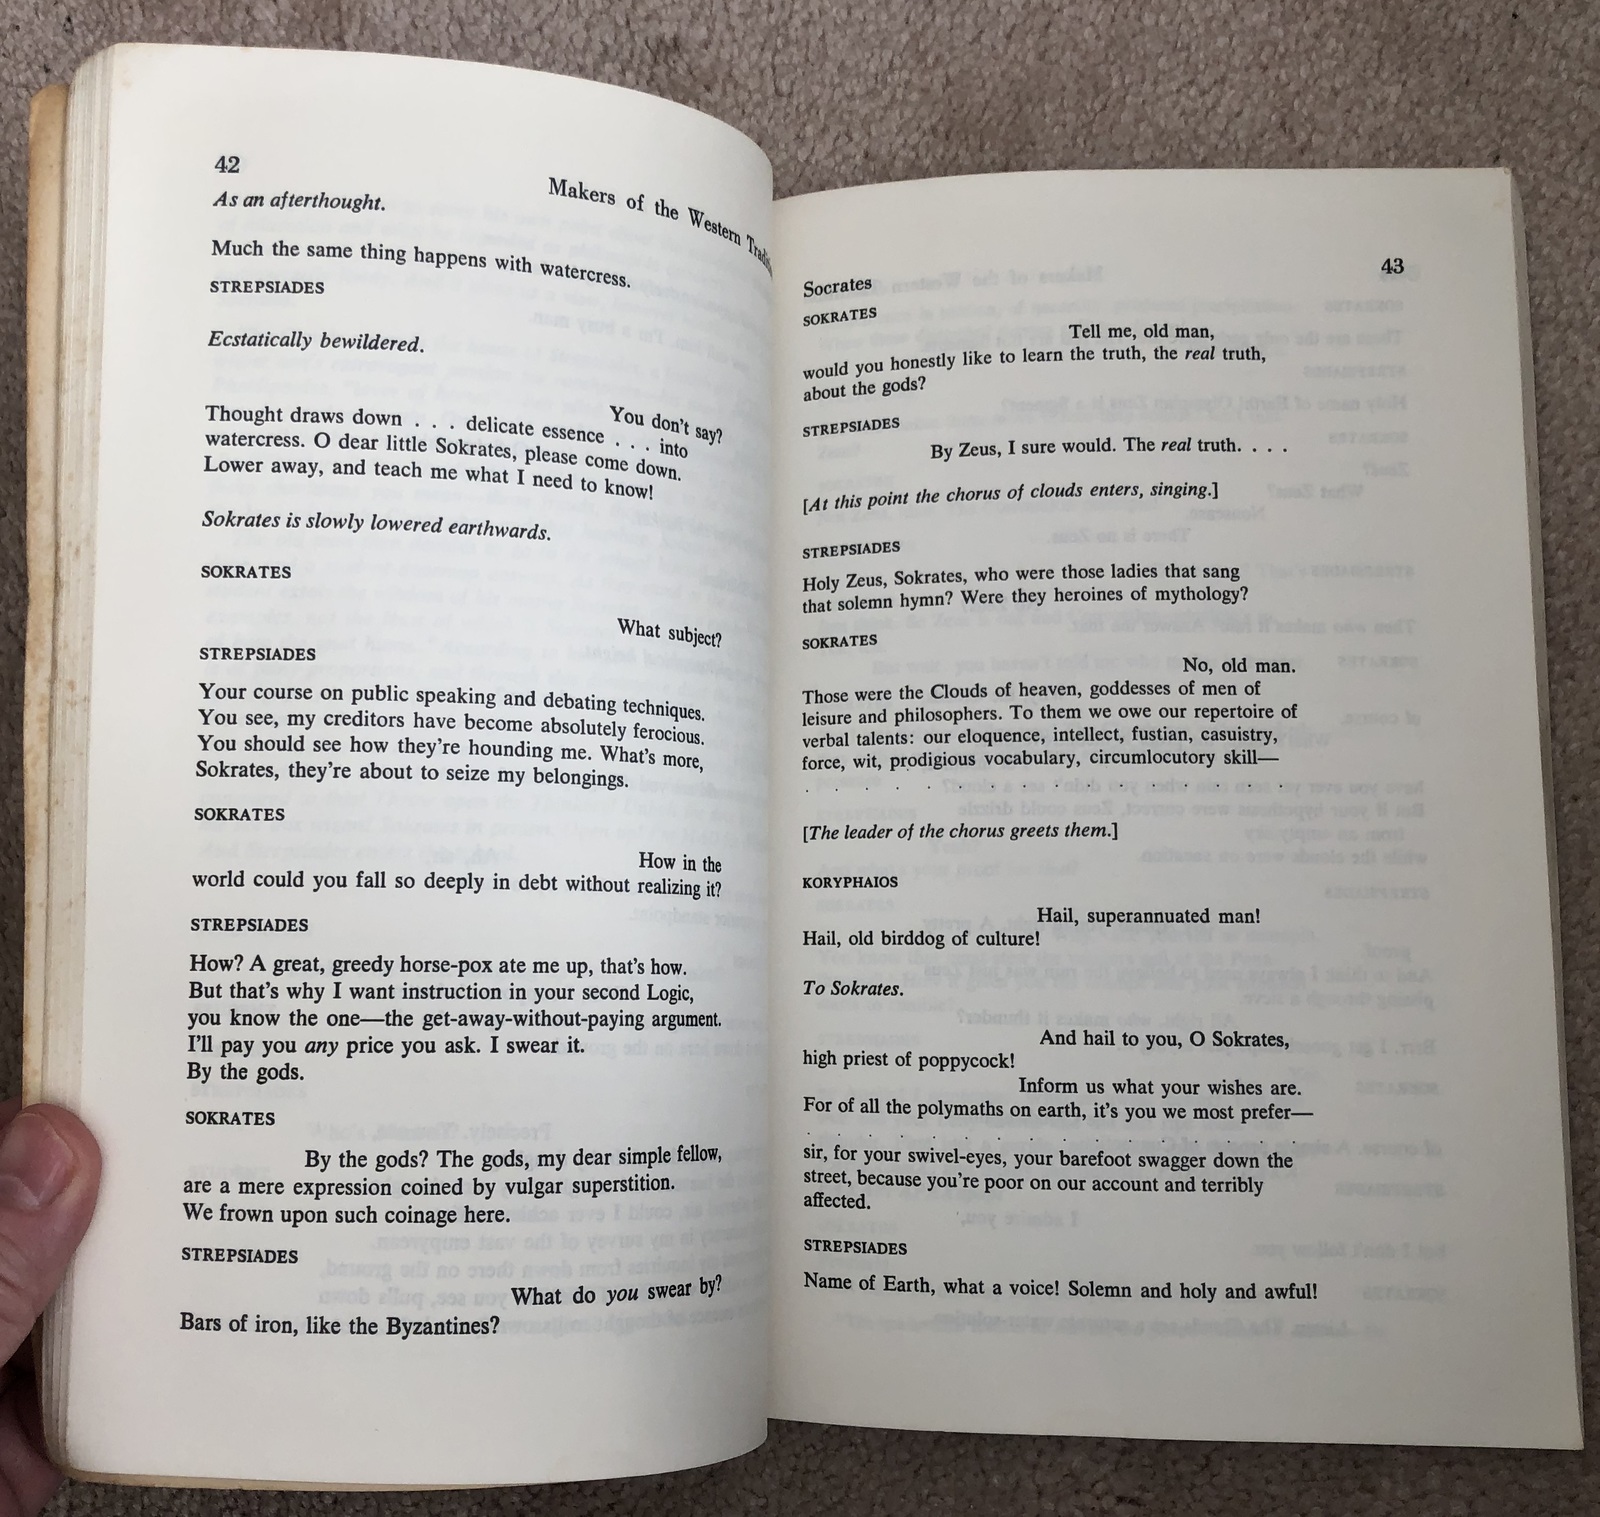 42
Makers of the Western
As an afterthought.
Much the same thing happens with watercress.
STREPSIADES
Ecstatically bewildered.
You don't say?
Thought draws down . . . delicate essence . . . into
watercress. O dear little Sokrates, please come down.
Lower away, and teach me what I need to know!
Sokrates is slowly lowered earthwards.
SOKRATES
What subject?
STREPSIADES
Your course on public speaking and debating techniques.
You see, my creditors have become absolutely ferocious.
You should see how they're hounding me. What's more,
Sokrates, they're about to seize my belongings.
SOKRATES
How in the
world could you fall so deeply in debt without realizing it?
STREPSIADES
How? A great, greedy horse-pox ate me up, that's how.
But that's why I want instruction in your second Logic,
you know the one—the get-away-without-paying argument.
I'll pay you any price you ask. I swear it.
By the gods.
SOKRATES
By the gods? The gods, my dear simple fellow,
are a mere expression coined by vulgar superstition.
We frown upon such coinage here.
STREPSIADES
What do you swear by?
Bars of iron, like the Byzantines?
Socrates
43
SOKRATES
Tell me, old man,
would you honestly like to learn the truth, the real truth,
about the gods?
STREPSIADES
By Zeus, I sure would. The real truth. . . .
[At this point the chorus of clouds enters, singing.]
STREPSIADES
Holy Zeus, Sokrates, who were those ladies that sang
that solemn hymn? Were they heroines of mythology?
SOKRATES
No, old man.
Those were the Clouds of heaven, goddesses of men of
leisure and philosophers. To them we owe our repertoire of
verbal talents: our eloquence, intellect, fustian, casuistry,
force, wit, prodigious vocabulary, circumlocutory skill—
. . . . . . . . . . . . .
[The leader of the chorus greets them.]
KORYPHAIOS
Hail, superannuated man!
Hail, old birddog of culture!
To Sokrates.
And hail to you, O Sokrates,
high priest of poppycock!
Inform us what your wishes are.
For of all the polymaths on earth, it's you we most prefer—
. . . . . . . . . . . . .
sir, for your swivel-eyes, your barefoot swagger down the
street, because you're poor on our account and terribly
affected.
STREPSIADES
Name of Earth, what a voice! Solemn and holy and awful!